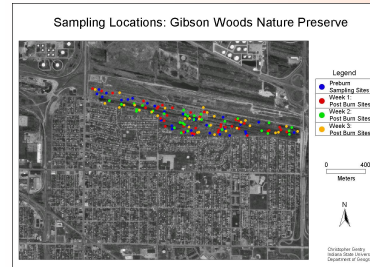 Sampling Locations: Gibson Woods Nature Preserve
Legend
Preburn
Sampling Sites
Week 1:
Post Burn Sites
Week 2:
Post Burn Sites
Week 3:
Post Burn Sites
0 400
Meters
N
Christopher Gentry
Indiana State Univers
Department of Geogra